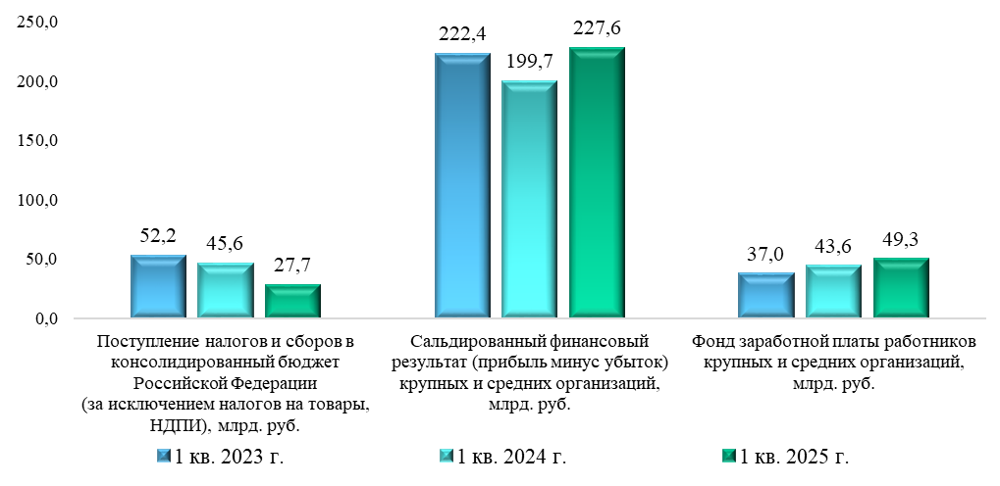 250,0
200,0
150,0
100,0
50,0
0,0
52,2
45,6
27,7
222,4
199,7
227,6
37,0
43,6
49,3
Поступление налогов и сборов в
консолидированный бюджет
Российской Федерации
(за исключением налогов на товары,
НДПИ), млрд. руб.
Сальдированный финансовый
результат (прибыль минус убыток)
крупных и средних организаций,
млрд. руб.
Фонд заработной платы работников
крупных и средних организаций,
млрд. руб.
1 кв. 2023 г.
1 кв. 2024 г.
1 кв. 2025 г.